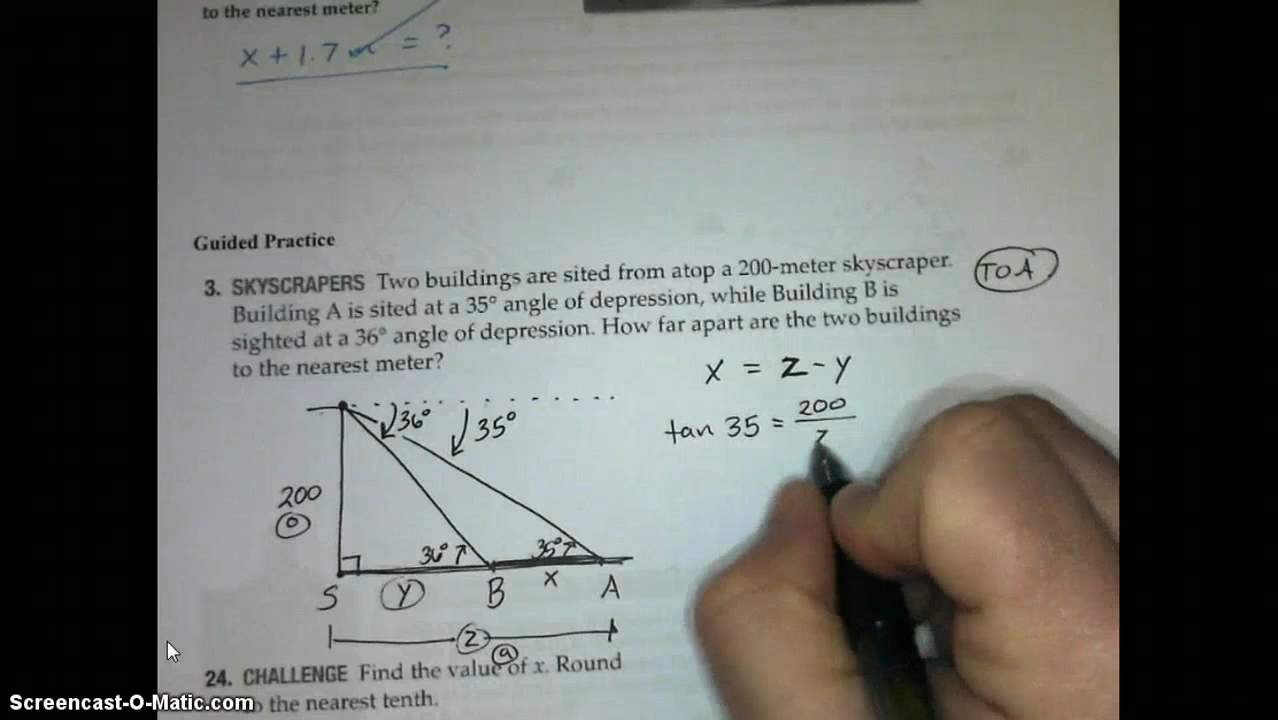 to the nearest meter?
x + 1.7 m = ?
Guided Practice
3. SKYSCRAPERS Two buildings are sited from atop a 200-meter skyscraper.
Building A is sited at a 35° angle of depression, while Building B is
sighted at a 36° angle of depression. How far apart are the two buildings
to the nearest meter?
TOA
x = z - y
tan 35 = 200
z
36°
35°
200
O
36°
35°
S
y
B
x
A
z
a
24. CHALLENGE Find the value of x. Round
to the nearest tenth.
Screencast-O-Matic.com